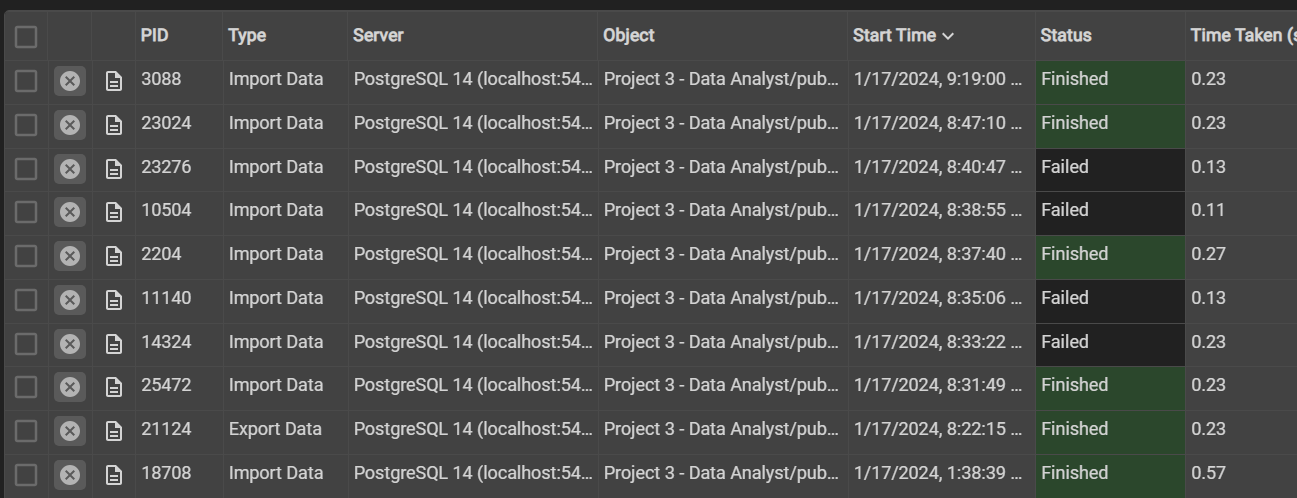 PID Type Server Object Start Time Status Time Taken (s
3088 Import Data PostgreSQL 14 (localhost:54... Project 3 - Data Analyst/pub... 1/17/2024, 9:19:00 ... Finished 0.23
23024 Import Data PostgreSQL 14 (localhost:54... Project 3 - Data Analyst/pub... 1/17/2024, 8:47:10 ... Finished 0.23
23276 Import Data PostgreSQL 14 (localhost:54... Project 3 - Data Analyst/pub... 1/17/2024, 8:40:47 ... Failed 0.13
10504 Import Data PostgreSQL 14 (localhost:54... Project 3 - Data Analyst/pub... 1/17/2024, 8:38:55 ... Failed 0.11
2204 Import Data PostgreSQL 14 (localhost:54... Project 3 - Data Analyst/pub... 1/17/2024, 8:37:40 ... Finished 0.27
11140 Import Data PostgreSQL 14 (localhost:54... Project 3 - Data Analyst/pub... 1/17/2024, 8:35:06 ... Failed 0.13
14324 Import Data PostgreSQL 14 (localhost:54... Project 3 - Data Analyst/pub... 1/17/2024, 8:33:22 ... Failed 0.23
25472 Import Data PostgreSQL 14 (localhost:54... Project 3 - Data Analyst/pub... 1/17/2024, 8:31:49 ... Finished 0.23
21124 Export Data PostgreSQL 14 (localhost:54... Project 3 - Data Analyst/pub... 1/17/2024, 8:22:15 ... Finished 0.23
18708 Import Data PostgreSQL 14 (localhost:54... Project 3 - Data Analyst/pub... 1/17/2024, 1:38:39 ... Finished 0.57